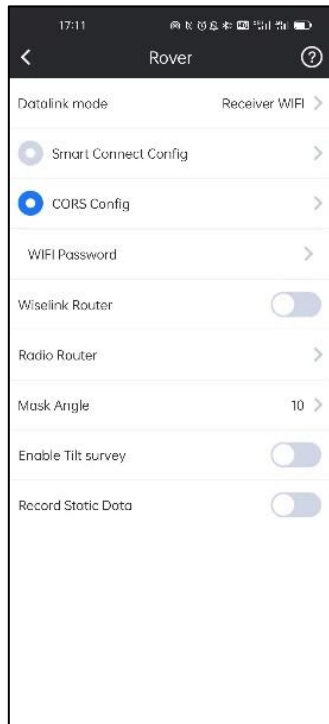 17:11
Rover
Datalink mode Receiver WIFI
Smart Connect Config
CORS Config
WIFI Password
Wiselink Router
Radio Router
Mask Angle 10
Enable Tilt survey
Record Static Data